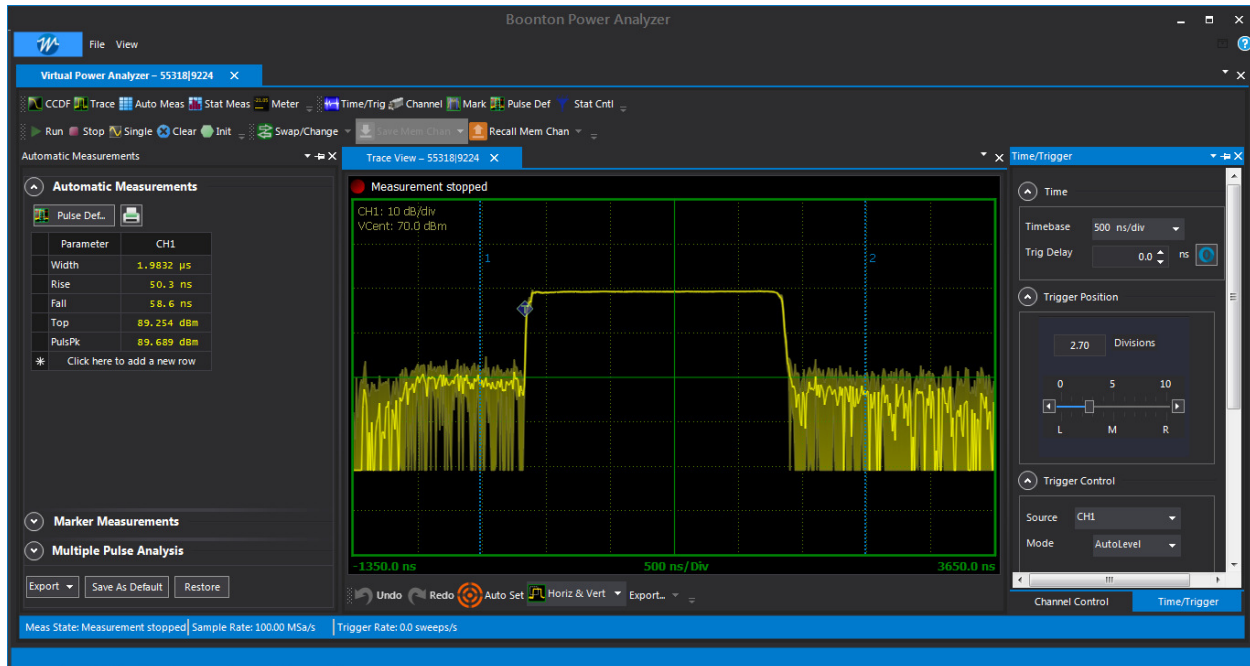 Boonton Power Analyzer
File View
Virtual Power Analyzer – 55318|9224 X
CCDF Trace Auto Meas Stat Meas Meter Time/Trig Channel Mark Pulse Def Stat Cntl
Run Stop Single Clear Init Swap/Change Save Mem Chan Recall Mem Chan
Automatic Measurements
Automatic Measurements
Pulse Def...
Parameter CH1
Width 1.9832 µs
Rise 50.3 ns
Fall 58.6 ns
Top 89.254 dBm
PulsPk 89.689 dBm
Click here to add a new row
Marker Measurements
Multiple Pulse Analysis
Export Save As Default Restore
Trace View – 55318|9224 X
Measurement stopped
CH1: 10 dB/div
VCent: 70.0 dBm
1 2
-1350.0 ns 500 ns/Div 3650.0 ns
Undo Redo Auto Set Horiz & Vert Export...
Time/Trigger
Time
Timebase 500 ns/div
Trig Delay 0.0 ns
Trigger Position
2.70 Divisions
0 5 10
L M R
Trigger Control
Source CH1
Mode AutoLevel
Channel Control Time/Trigger
Meas State: Measurement stopped Sample Rate: 100.00 MSa/s Trigger Rate: 0.0 sweeps/s